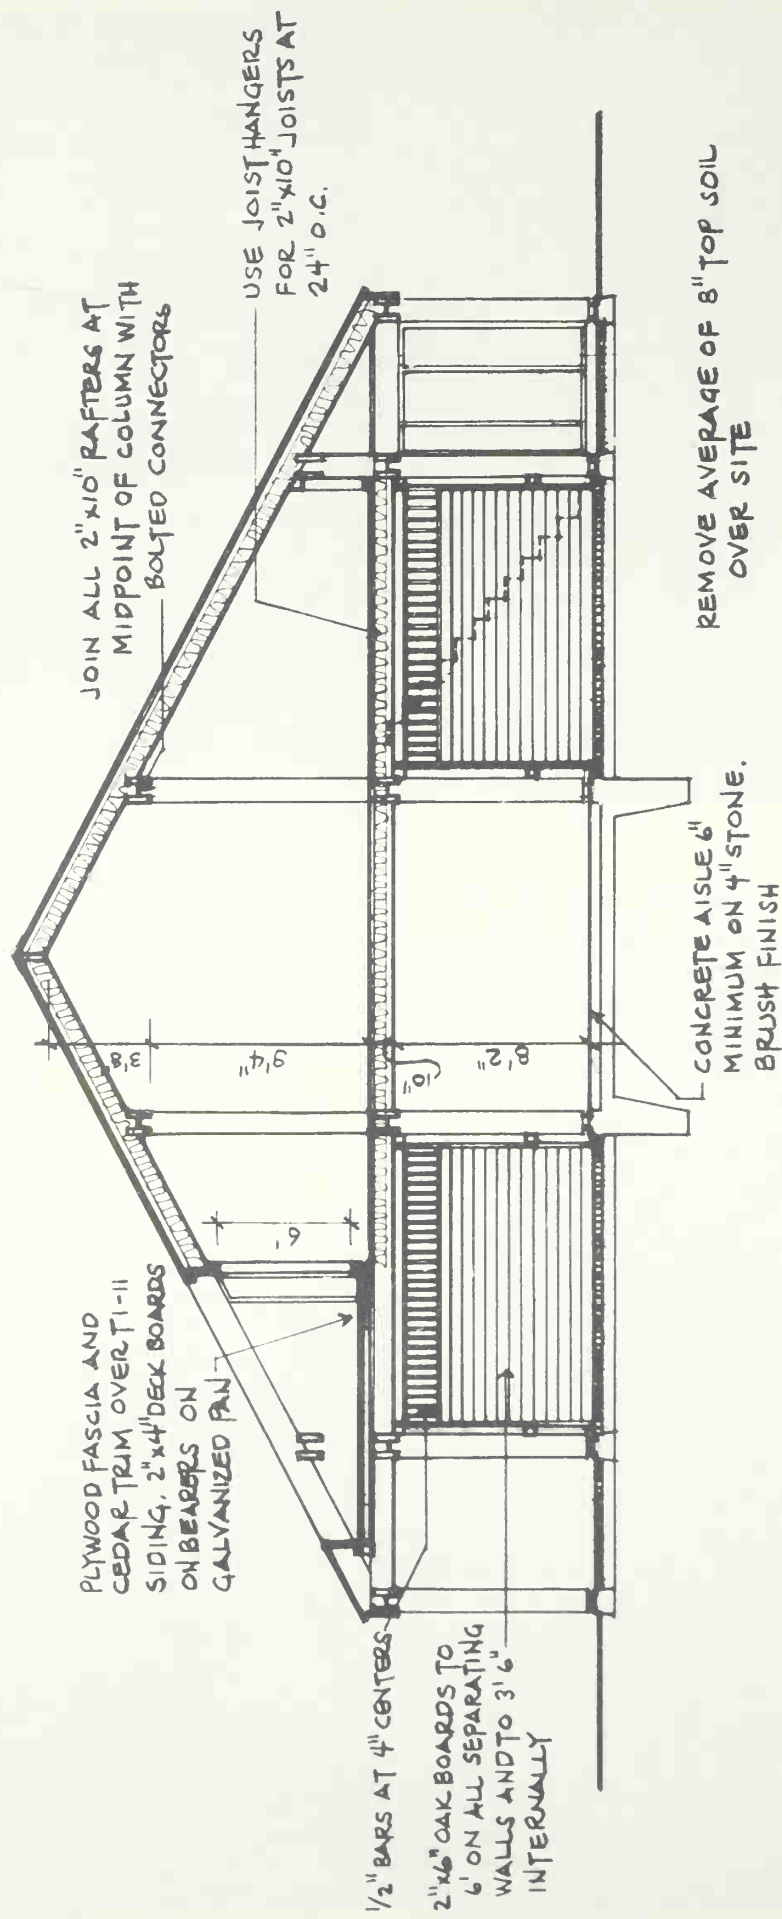 PLYWOOD FASCIA AND
CEDAR TRIM OVER T1-11
SIDING. 2"x4" DECK BOARDS
ON BEARERS ON
GALVANIZED PAN
JOIN ALL 2"x10" RAFTERS AT
MIDPOINT OF COLUMN WITH
BOLTED CONNECTORS
USE JOISTHANGERS
FOR 2"x10" JOISTS AT
24" O.C.
3'8"
9'4"
6'
10"
8'2"
1/2" BARS AT 4" CENTERS
2"x6" OAK BOARDS TO
6' ON ALL SEPARATING
WALLS AND TO 3'6"
INTERNALLY
CONCRETE AISLE 6"
MINIMUM ON 4" STONE.
BRUSH FINISH
REMOVE AVERAGE OF 8" TOP SOIL
OVER SITE